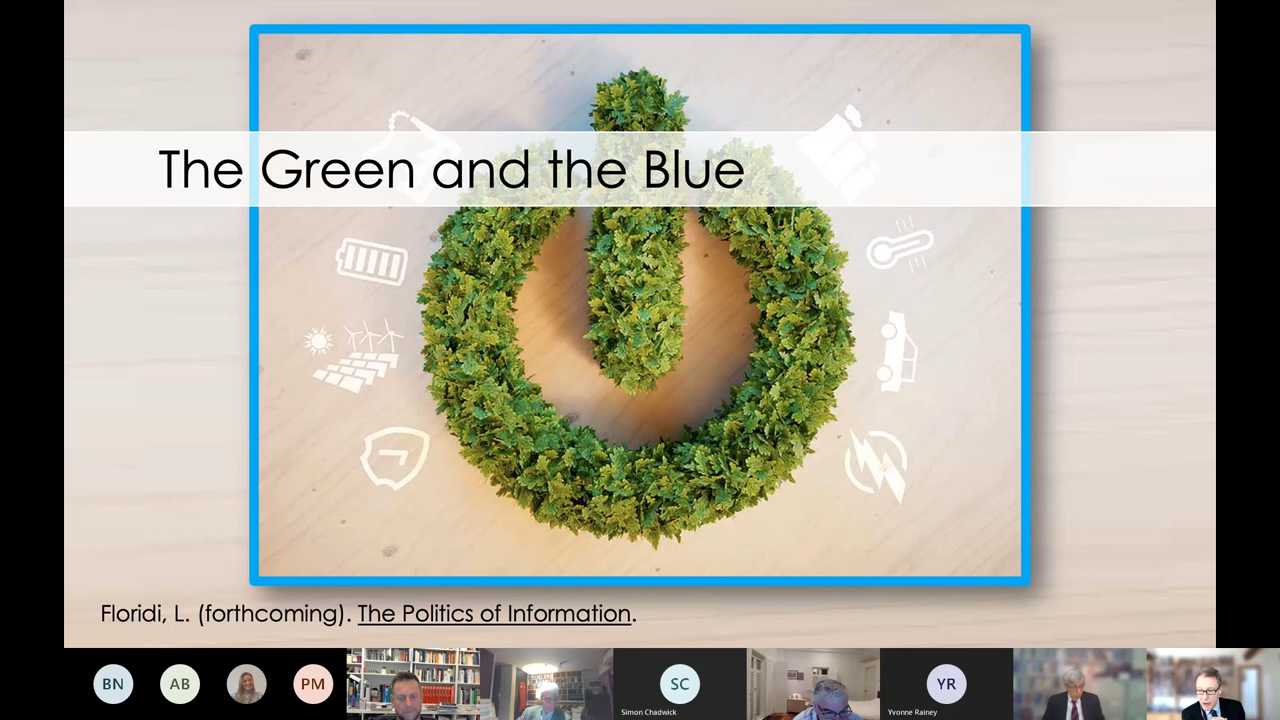 The Green and the Blue
Floridi, L. (forthcoming). The Politics of Information.
BN
AB
PM
SC
Simon Chadwick
YR
Yvonne Rainey